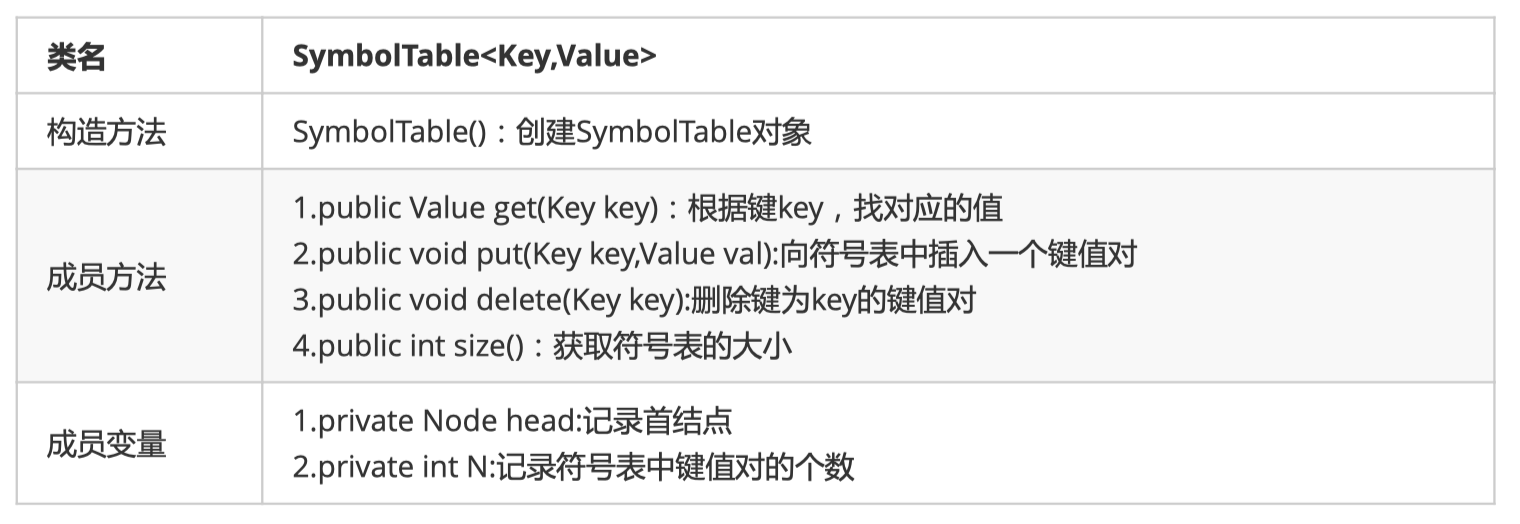 类名
SymbolTable<Key,Value>
构造方法
SymbolTable()：创建SymbolTable对象
成员方法
1.public Value get(Key key)：根据键key，找对应的值
2.public void put(Key key,Value val):向符号表中插入一个键值对
3.public void delete(Key key):删除键为key的键值对
4.public int size()：获取符号表的大小
成员变量
1.private Node head:记录首结点
2.private int N:记录符号表中键值对的个数